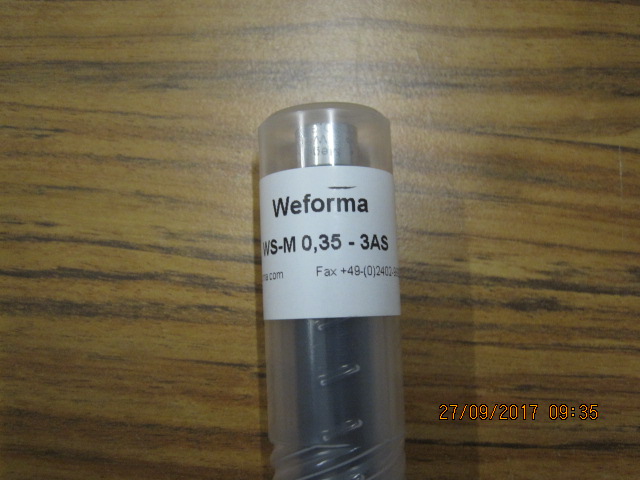 Weforma
WS-M 0,35 - 3AS
Fax +49-(0)2402-
27/09/2017 09:35